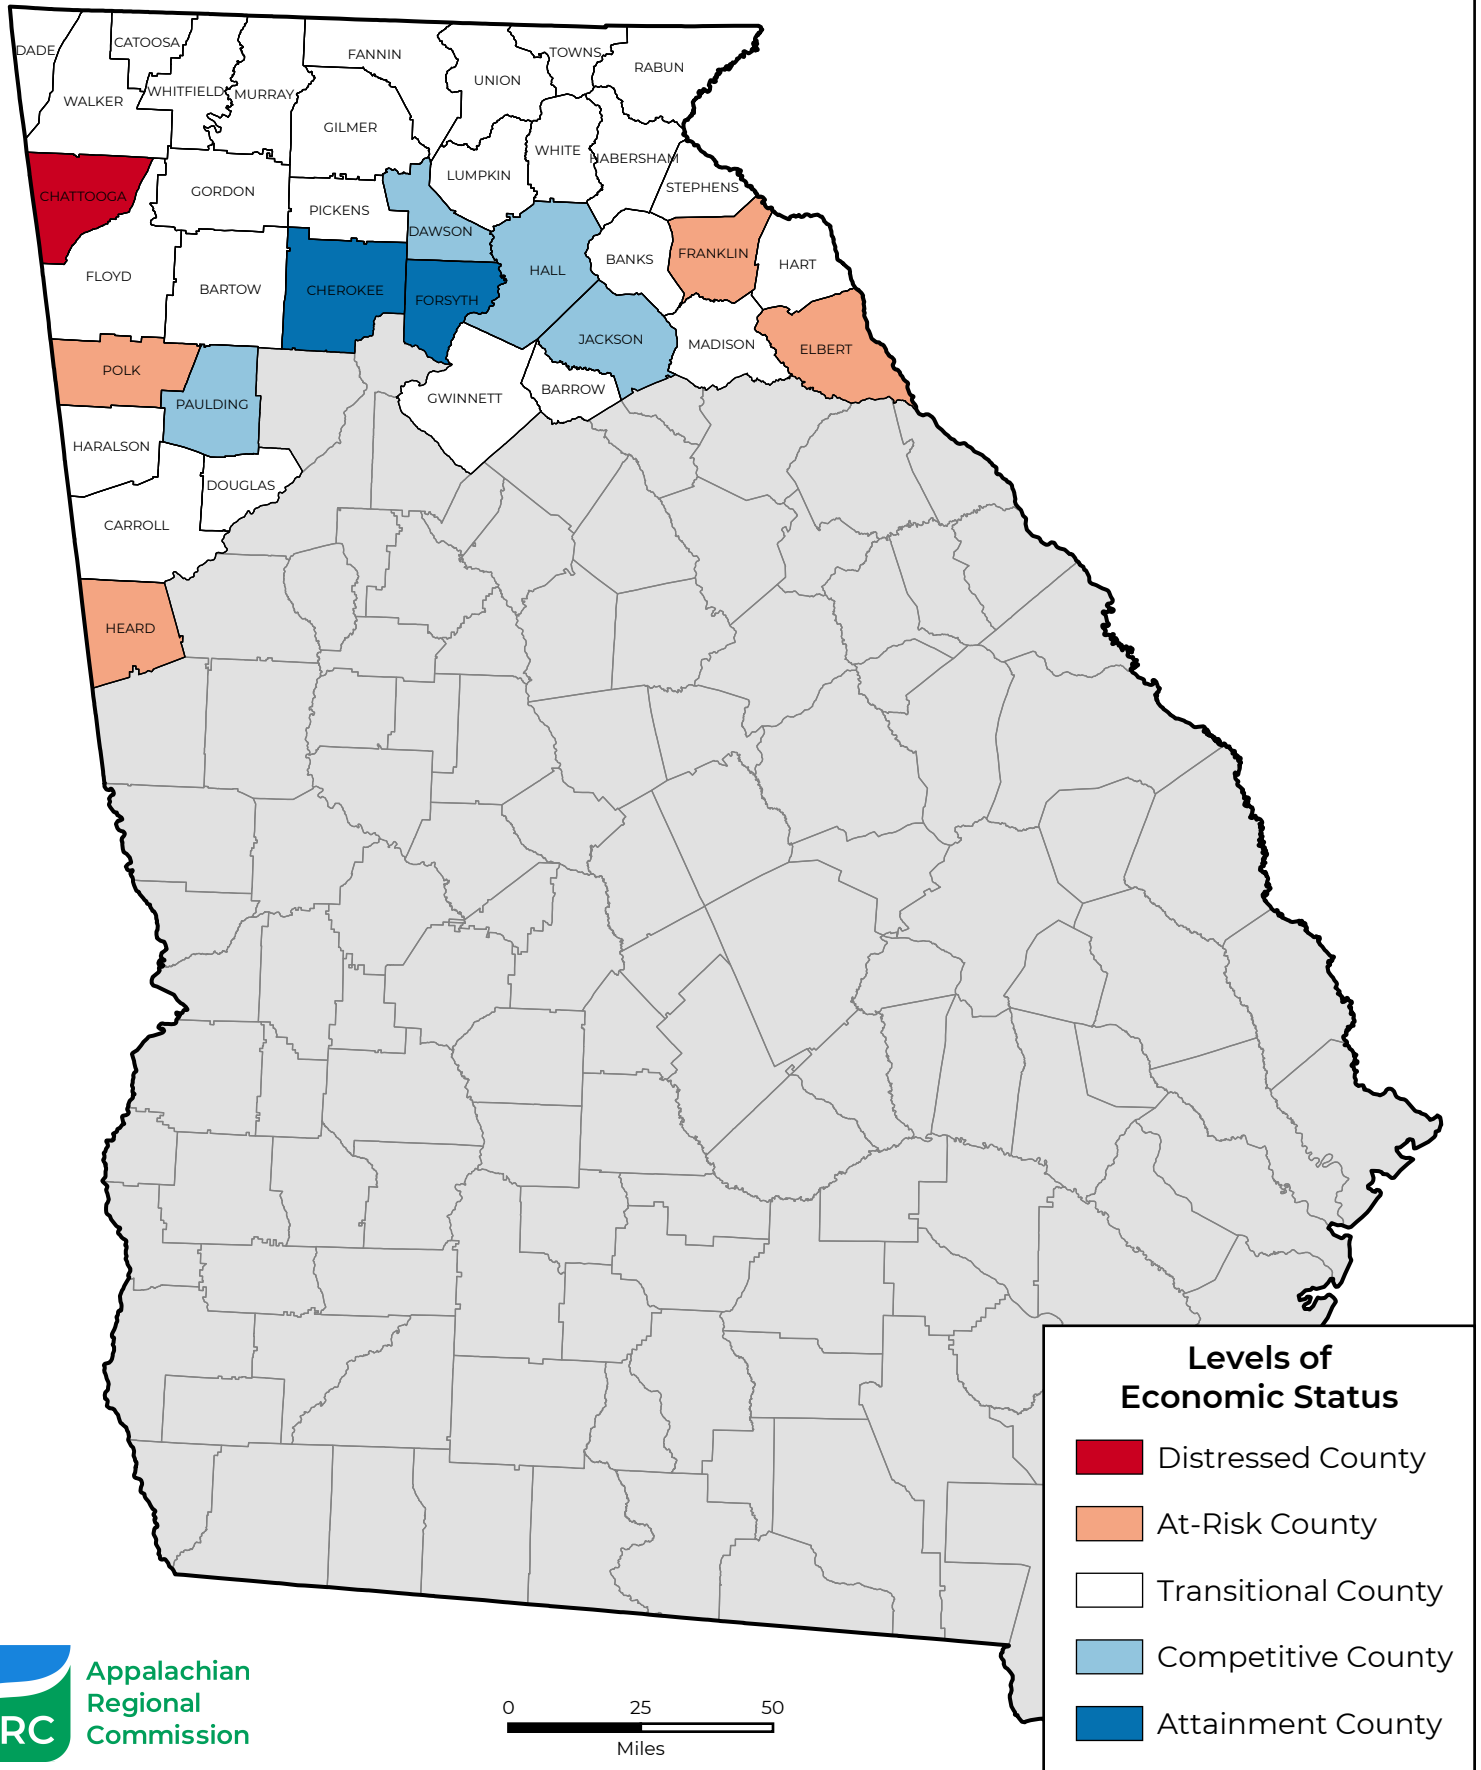 DADE
CATOOSA
FANNIN
TOWNS
RABUN
UNION
WALKER
WHITFIELD
MURRAY
GILMER
WHITE
HABERSHAM
LUMPKIN
STEPHENS
CHATTOOGA
GORDON
PICKENS
DAWSON
FLOYD
BARTOW
CHEROKEE
FORSYTH
HALL
BANKS
FRANKLIN
HART
JACKSON
MADISON
ELBERT
POLK
PAULDING
GWINNETT
BARROW
HARALSON
DOUGLAS
CARROLL
HEARD
Levels of
Economic Status
Distressed County
At-Risk County
Transitional County
Competitive County
Attainment County
RC
Appalachian
Regional
Commission
0 25 50
Miles